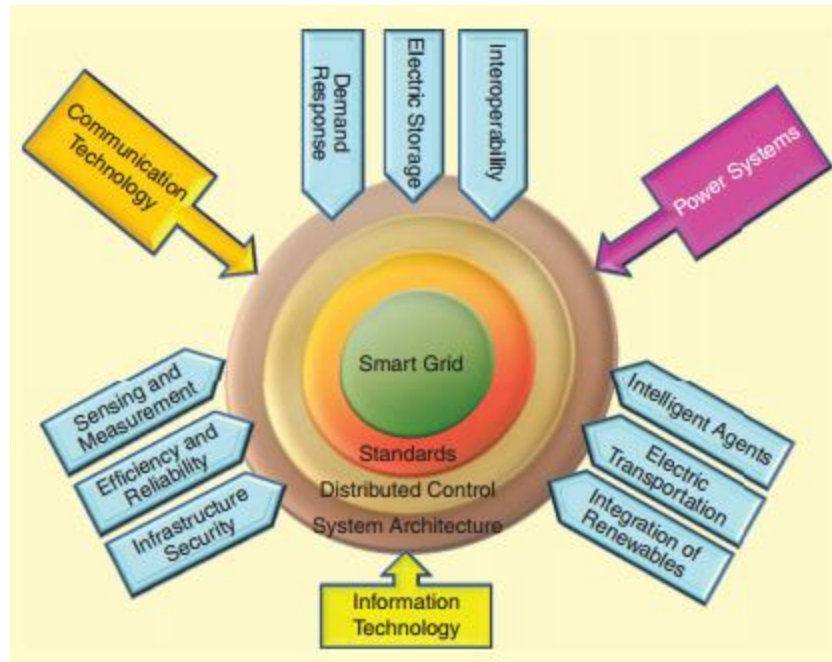 Communication
Technology
Demand
Response
Electric Storage
Interoperability
Power Systems
Smart Grid
Standards
Distributed Control
System Architecture
Sensing and
Measurement
Efficiency and
Reliability
Infrastructure
Security
Intelligent Agents
Electric
Transportation
Integration of
Renewables
Information
Technology